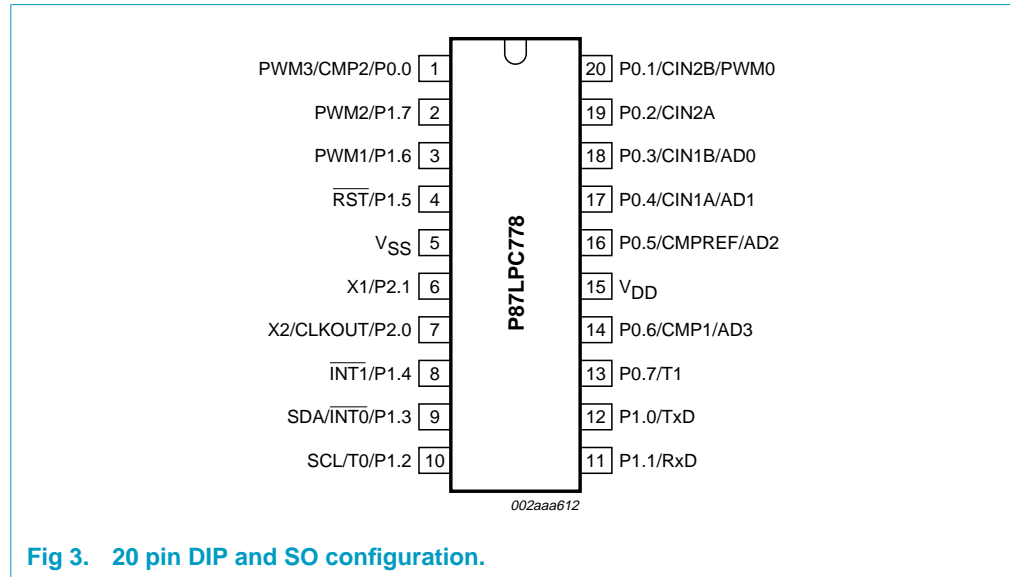 PWM3/CMP2/P0.0 1 20 P0.1/CIN2B/PWM0
PWM2/P1.7 2 19 P0.2/CIN2A
PWM1/P1.6 3 18 P0.3/CIN1B/AD0
R̅S̅T̅/P1.5 4 17 P0.4/CIN1A/AD1
VSS 5 16 P0.5/CMPREF/AD2
X1/P2.1 6 15 VDD
X2/CLKOUT/P2.0 7 14 P0.6/CMP1/AD3
I̅N̅T̅1̅/P1.4 8 13 P0.7/T1
SDA/I̅N̅T̅0̅/P1.3 9 12 P1.0/TxD
SCL/T0/P1.2 10 11 P1.1/RxD
P87LPC778
002aaa612
Fig 3. 20 pin DIP and SO configuration.